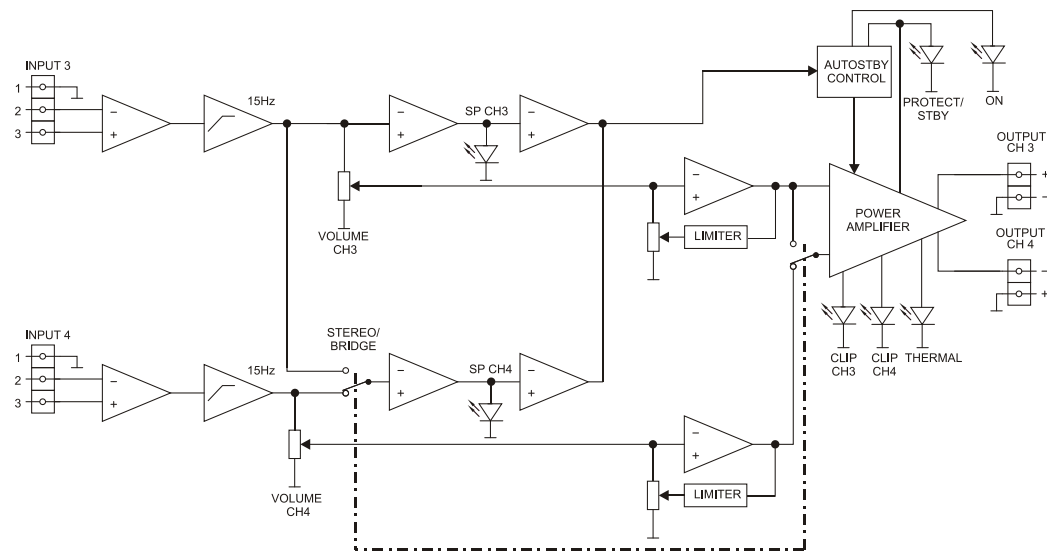 INPUT 3
1
2
3
−
+
15Hz
−
+
SP CH3
−
+
AUTOSTBY
CONTROL
PROTECT/
STBY
ON
OUTPUT
CH 3
+
−
VOLUME
CH3
−
+
LIMITER
POWER
AMPLIFIER
OUTPUT
CH 4
−
+
INPUT 4
1
2
3
−
+
15Hz
STEREO/
BRIDGE
−
+
SP CH4
−
+
CLIP
CH3
CLIP
CH4
THERMAL
VOLUME
CH4
−
+
LIMITER